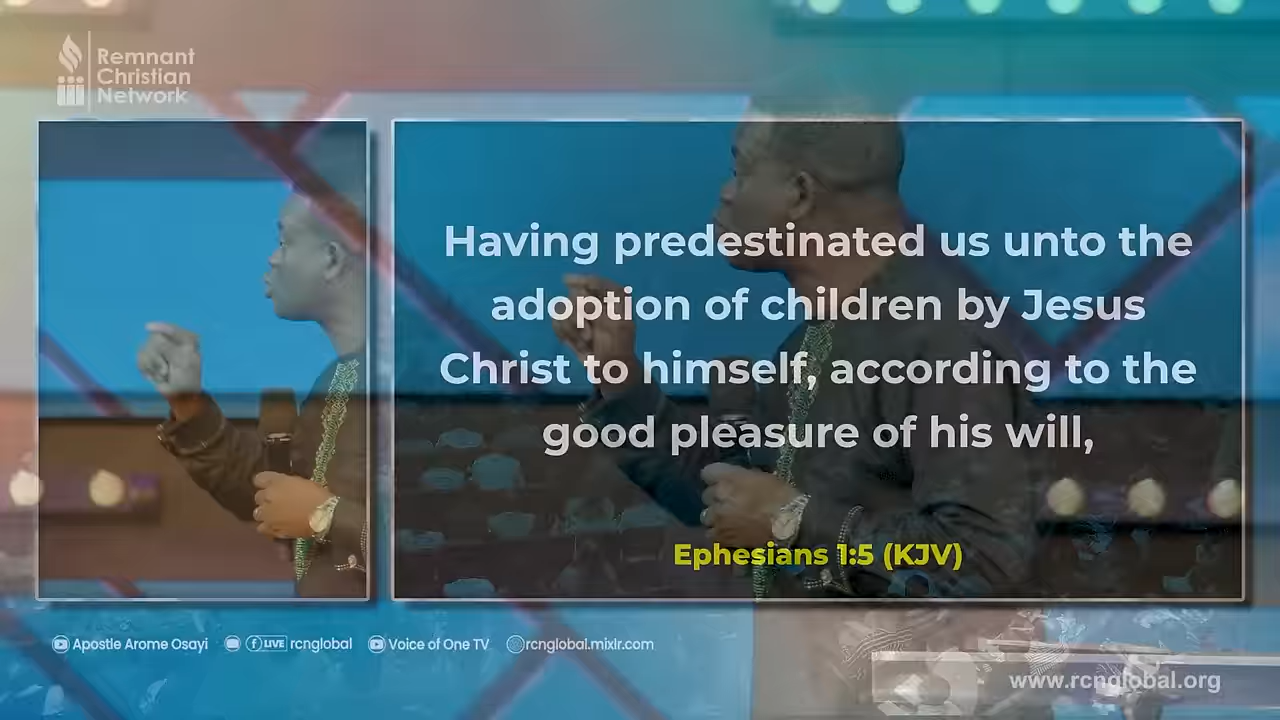 Remnant
Christian
Network
Having predestinated us unto the
adoption of children by Jesus
Christ to himself, according to the
good pleasure of his will,
Ephesians 1:5 (KJV)
Apostle Arome Osayi LIVE rcnglobal Voice of One TV rcnglobal.mixlr.com
www.rcnglobal.org